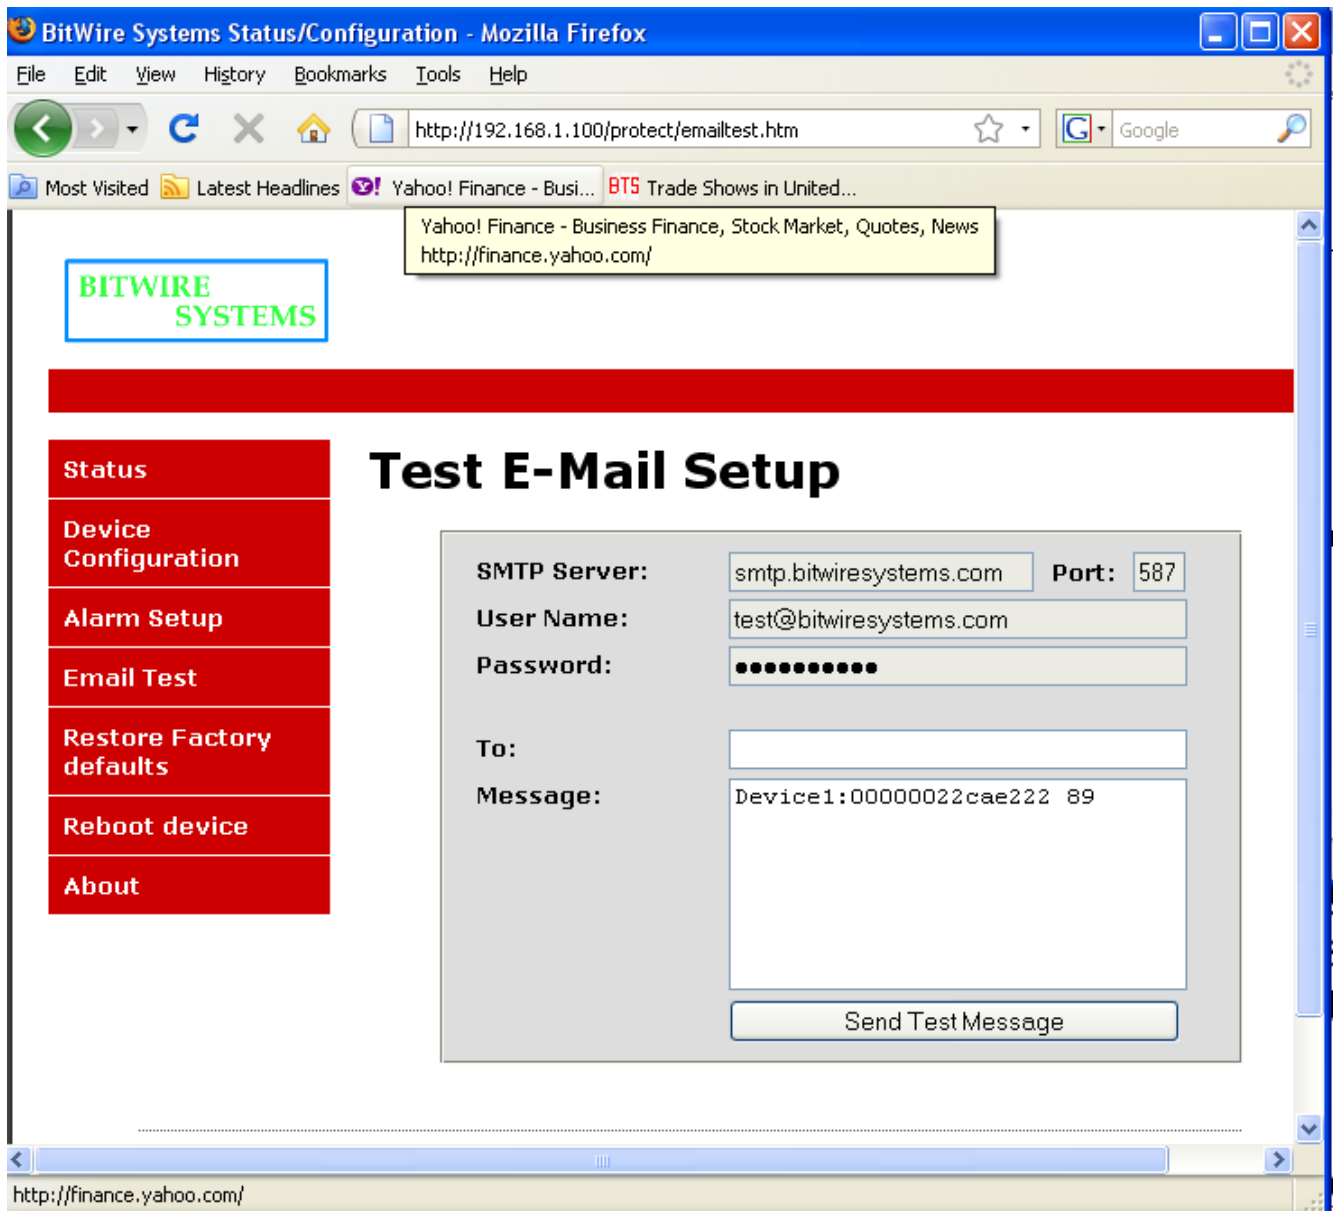 BitWire Systems Status/Configuration - Mozilla Firefox
File Edit View History Bookmarks Tools Help
http://192.168.1.100/protect/emailtest.htm
G Google
Most Visited Latest Headlines Y! Yahoo! Finance - Busi... BTS Trade Shows in United...
Yahoo! Finance - Business Finance, Stock Market, Quotes, News
http://finance.yahoo.com/
BITWIRE
SYSTEMS
Test E-Mail Setup
Status
Device
Configuration
Alarm Setup
Email Test
Restore Factory
defaults
Reboot device
About
SMTP Server: smtp.bitwiresystems.com Port: 587
User Name: test@bitwiresystems.com
Password: ●●●●●●●●●●
To:
Message: Device1:00000022cae222 89
Send Test Message
http://finance.yahoo.com/